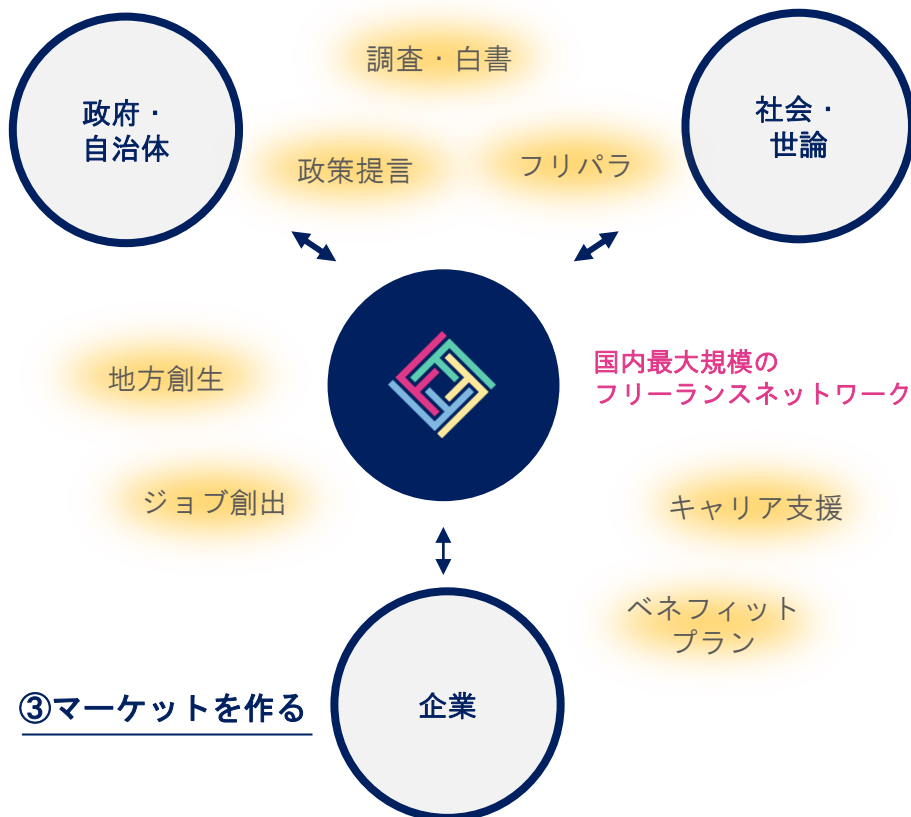 調査・白書
政府・
自治体
社会・
世論
政策提言
フリパラ
国内最大規模の
フリーランスネットワーク
地方創生
ジョブ創出
キャリア支援
ベネフィット
プラン
③マーケットを作る
企業